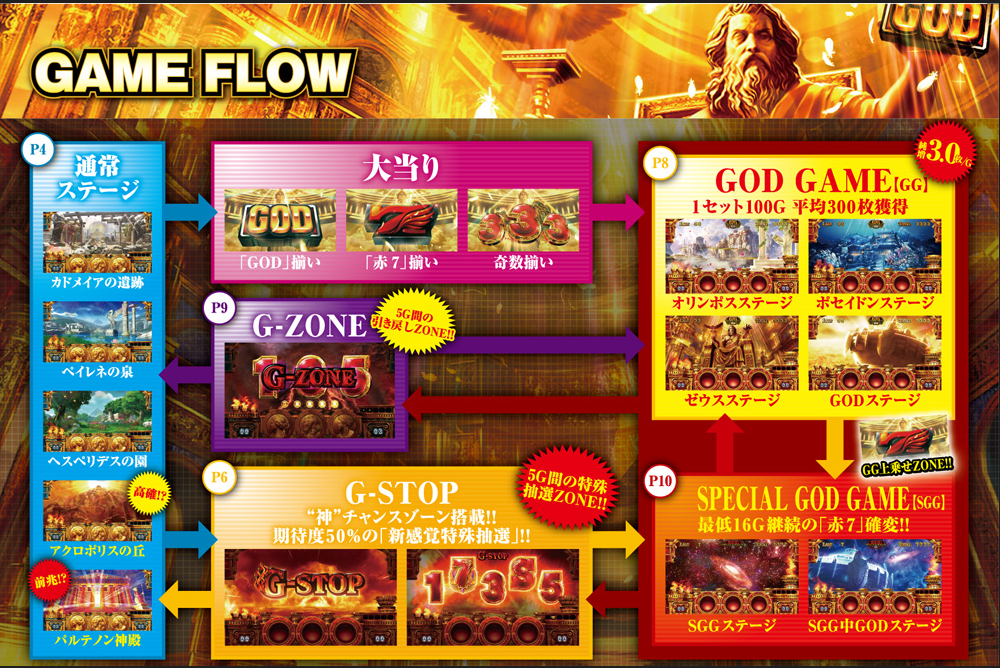 GOD
GAME FLOW
P4
通常
ステージ
カドメイアの遺跡
ペイレネの泉
ヘスペリデスの園
高確!?
アクロポリスの丘
前兆!?
パルテノン神殿
大当り
GOD
7
333
「GOD」揃い
「赤7」揃い
奇数揃い
P9
G-ZONE
5G間の
引き戻しZONE!!
G-ZONE
P6
G-STOP
5G間の特殊
抽選ZONE!!
“神”チャンスゾーン搭載!!
期待度50%の「新感覚特殊抽選」!!
G-STOP
G-STOP
17385
P8
純増3.0枚/G
GOD GAME【GG】
1セット100G 平均300枚獲得
オリンポスステージ
ポセイドンステージ
ゼウスステージ
GODステージ
7
GG上乗せZONE!!
P10
SPECIAL GOD GAME【SGG】
最低16G継続の「赤7」確変!!
SGGステージ
SGG中GODステージ